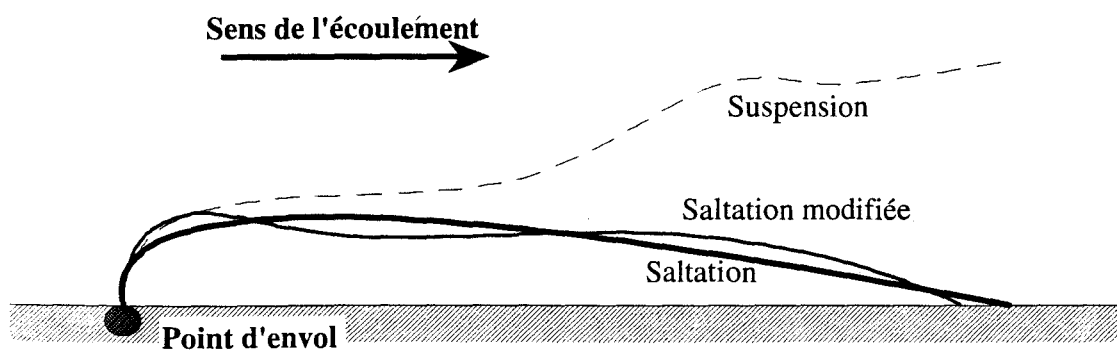 Sens de l'écoulement
Suspension
Saltation modifiée
Saltation
Point d'envol